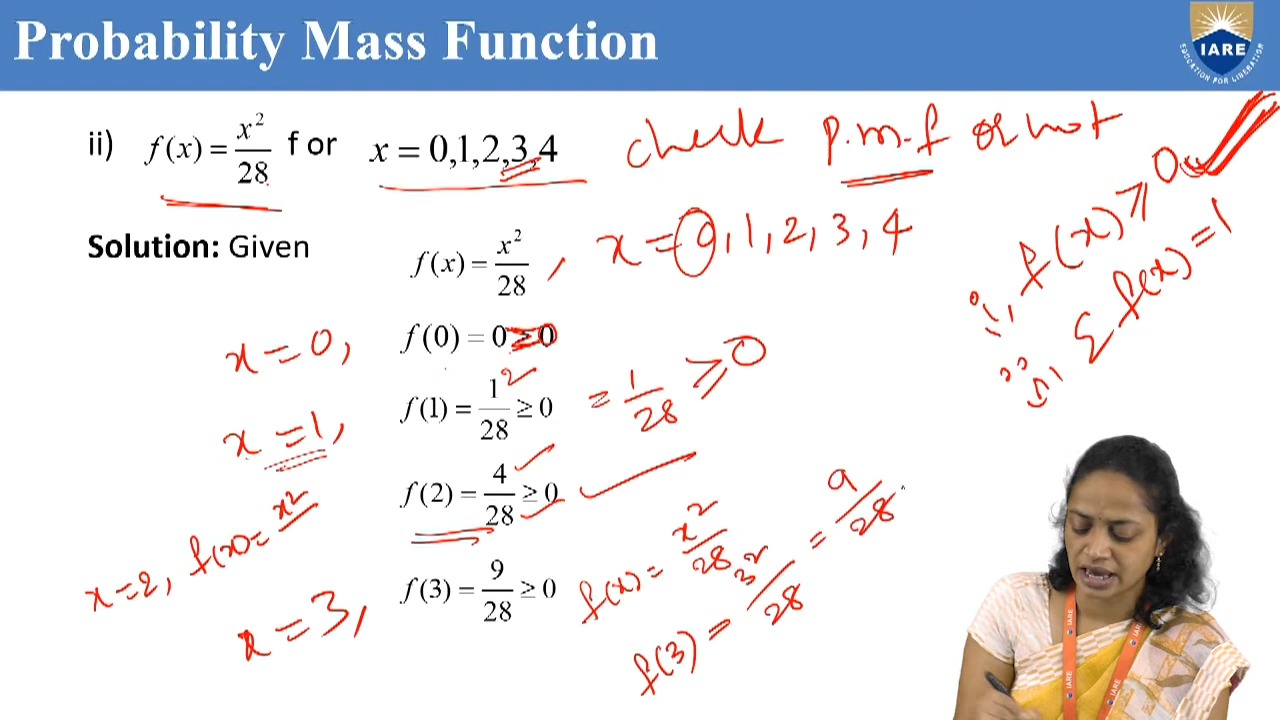 Probability Mass Function
IARE
EDUCATION FOR LIBERATION
ii) f(x) = x²/28 f or x = 0,1,2,3,4 check p.m.f or not
x = 0, 1, 2, 3, 4
i, f(x) ≥ 0
ii, Σ f(x) = 1
Solution: Given
f(x) = x²/28 ,
x = 0, f(0) = 0 ≥ 0
x = 1, f(1) = 1²/28 ≥ 0 = 1/28 ≥ 0
f(2) = 4/28 ≥ 0
x = 2, f(x) = x²
x = 3, f(3) = 9/28 ≥ 0
f(x) = x²/28
f(3) = 3²/28 = 9/28